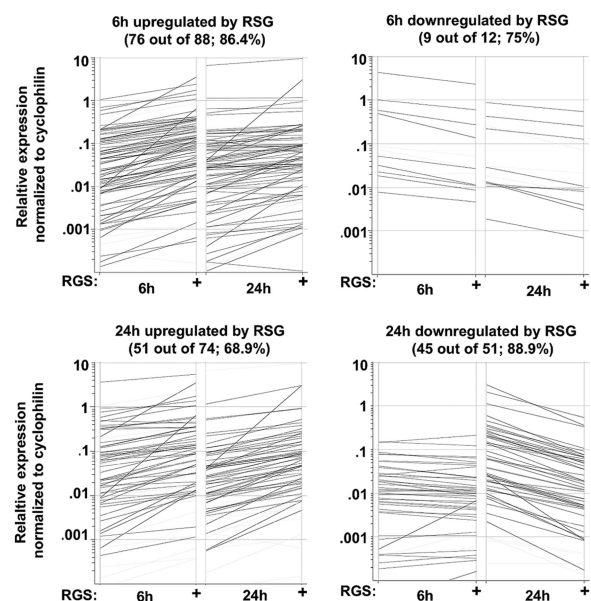 6h upregulated by RSG
(76 out of 88; 86.4%)
6h downregulated by RSG
(9 out of 12; 75%)
Relaltive expression
normalized to cyclophilin
10
1
.1
.01
.001
10
1
.1
.01
.001
RGS:
6h
+
24h
+
RGS:
6h
+
24h
+
24h upregulated by RSG
(51 out of 74; 68.9%)
24h downregulated by RSG
(45 out of 51; 88.9%)
Relaltive expression
normalized to cyclophilin
10
1
.1
.01
.001
10
1
.1
.01
.001
RGS:
6h
+
24h
+
RGS:
6h
+
24h
+